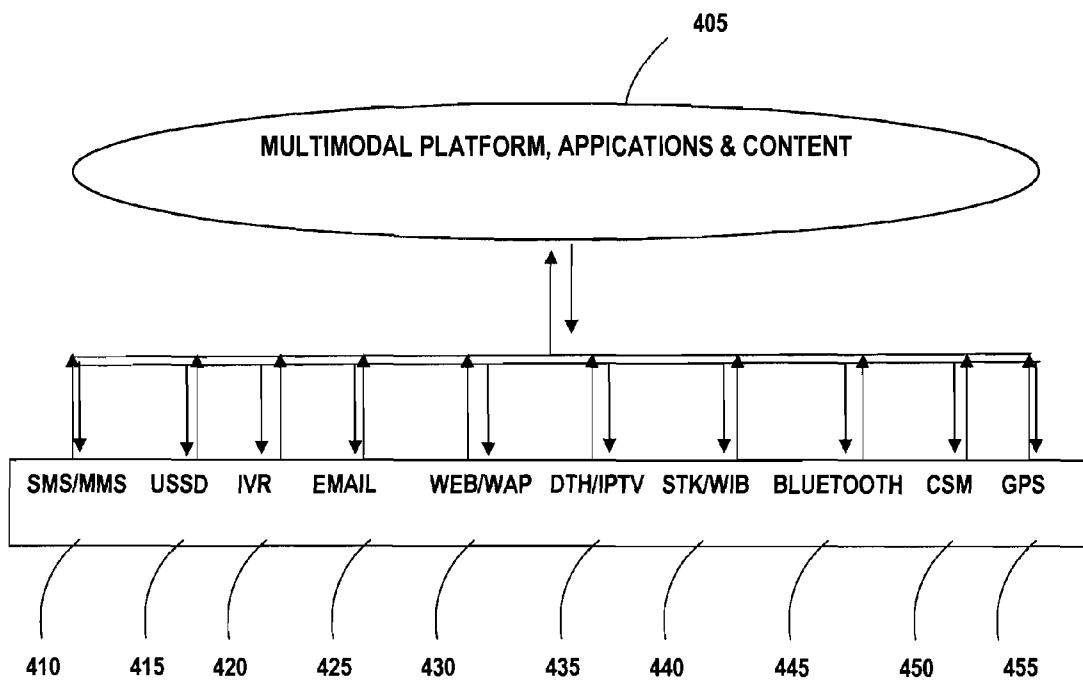 405
MULTIMODAL PLATFORM, APPICATIONS & CONTENT
SMS/MMS USSD IVR EMAIL WEB/WAP DTH/IPTV STK/WIB BLUETOOTH CSM GPS
410 415 420 425 430 435 440 445 450 455